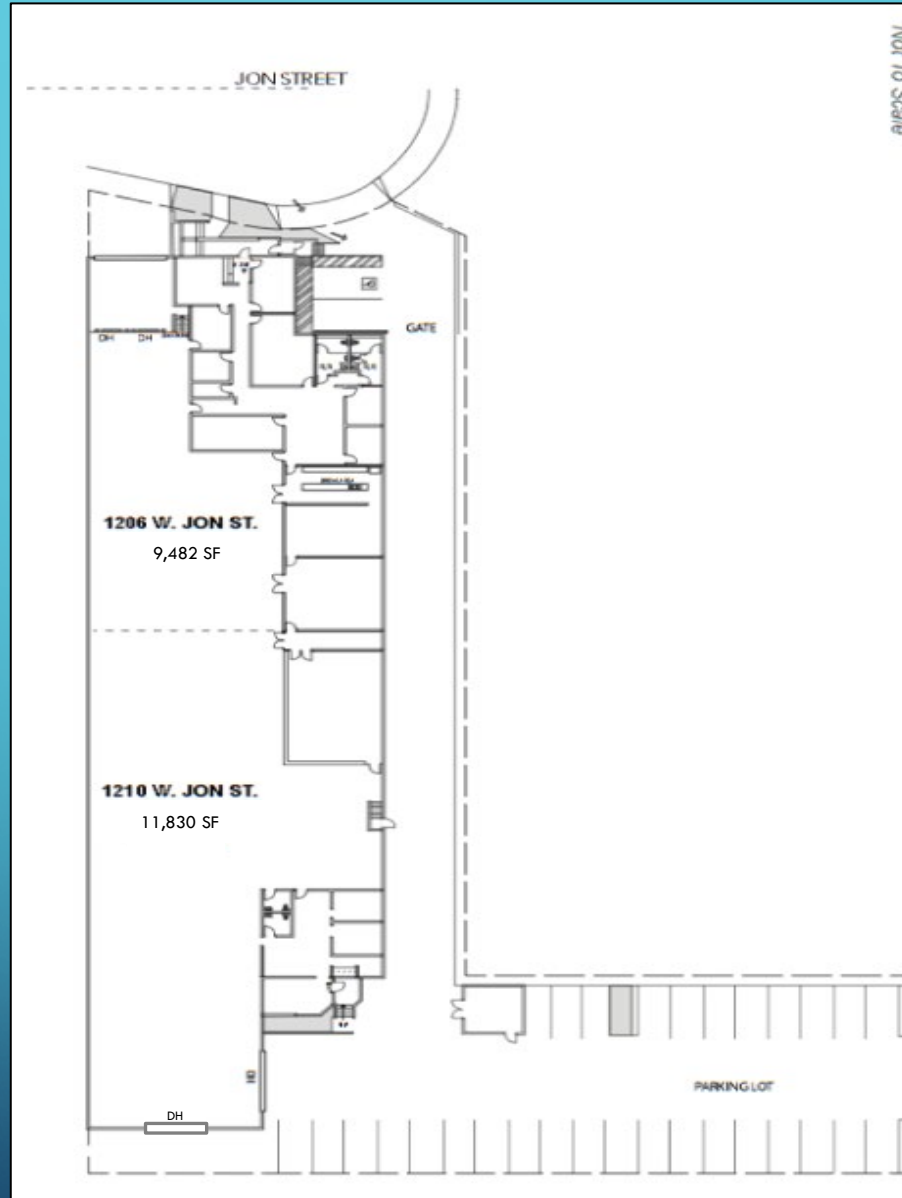 JON STREET
Not To Scale
GATE
DH DH
1206 W. JON ST.
9,482 SF
1210 W. JON ST.
11,830 SF
PARKING LOT
DH